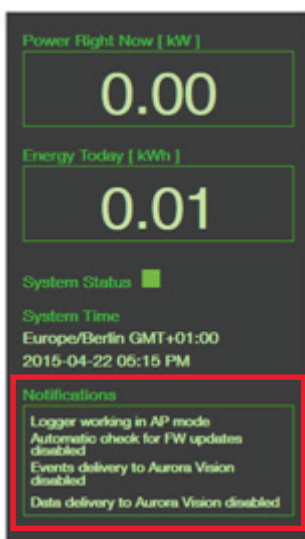 Power Right Now [ kW ]
0.00
Energy Today [ kWh ]
0.01
System Status
System Time
Europe/Berlin GMT+01:00
2015-04-22 05:15 PM
Notifications
Logger working in AP mode
Automatic check for FW updates
disabled
Events delivery to Aurora Vision
disabled
Data delivery to Aurora Vision disabled